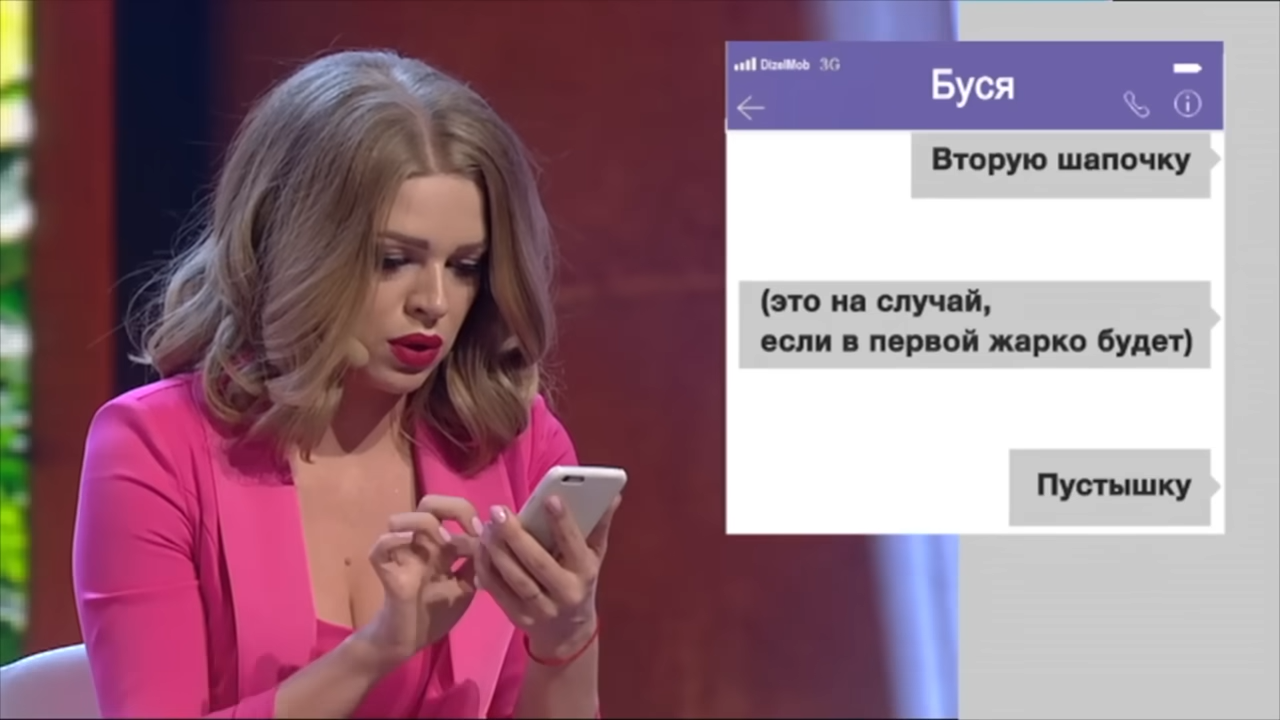 DizelMob 3G
Буся
Вторую шапочку
(это на случай,
если в первой жарко будет)
Пустышку